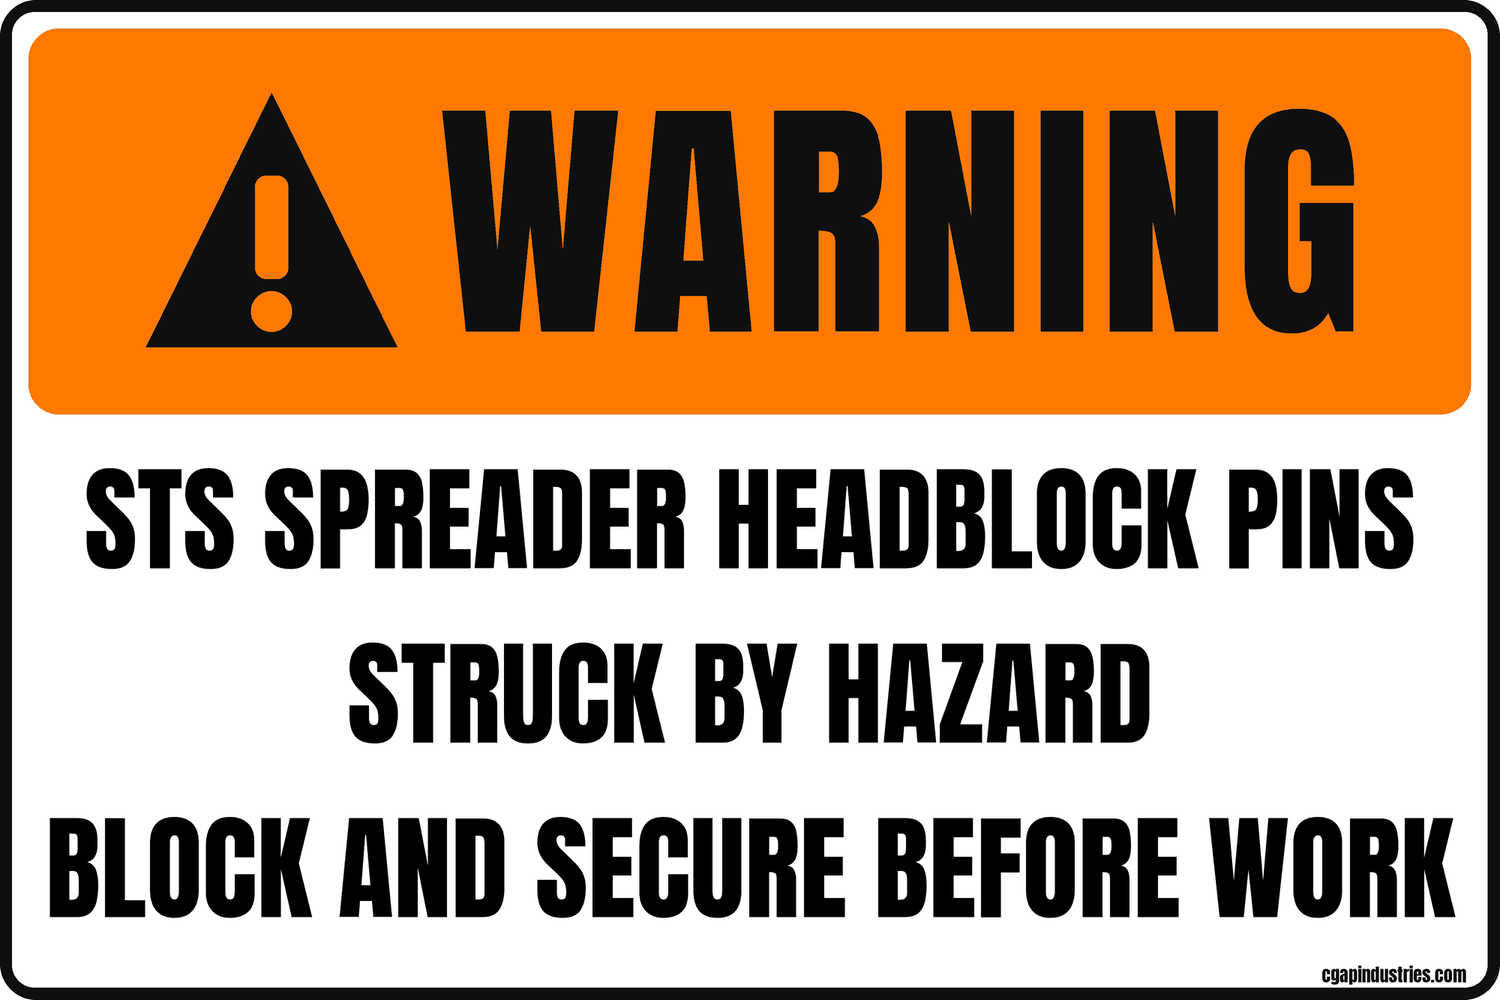 WARNING
STS SPREADER HEADBLOCK PINS
STRUCK BY HAZARD
BLOCK AND SECURE BEFORE WORK
cgapindustries.com